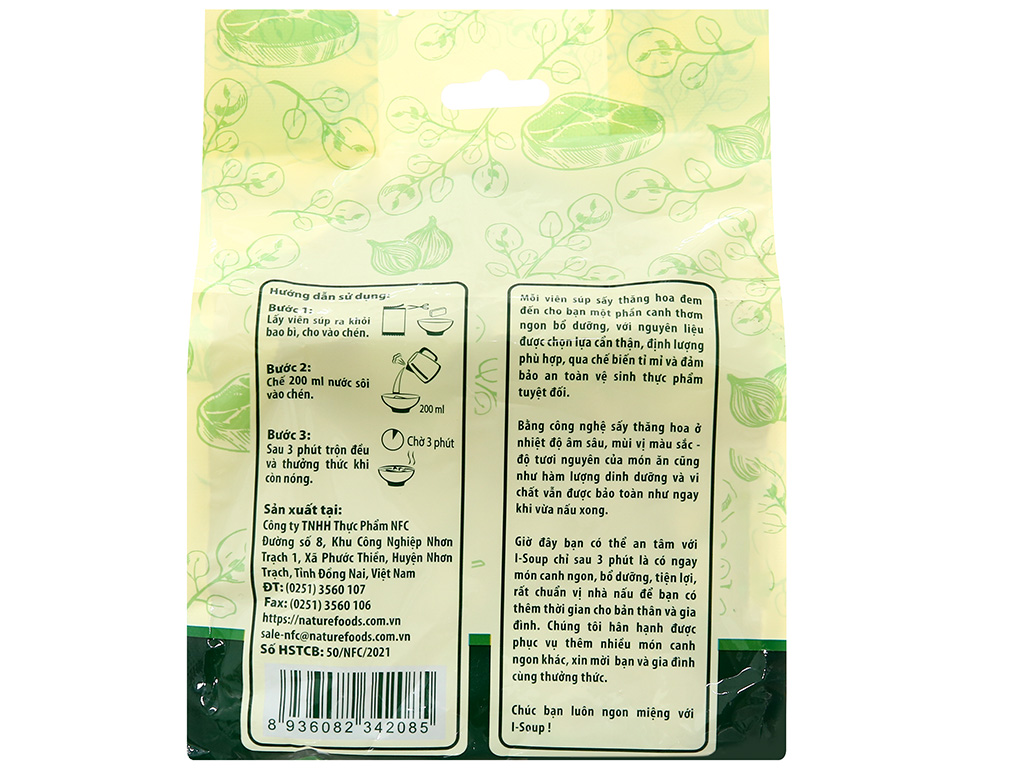 Hướng dẫn sử dụng:
Bước 1:
Lấy viên súp ra khỏi
bao bì, cho vào chén.
Bước 2:
Chế 200 ml nước sôi
vào chén.
200 ml
Bước 3:
Sau 3 phút trộn đều
và thưởng thức khi
còn nóng.
Chờ 3 phút
Sản xuất tại:
Công ty TNHH Thực Phẩm NFC
Đường số 8, Khu Công Nghiệp Nhơn
Trạch 1, Xã Phước Thiền, Huyện Nhơn
Trạch, Tỉnh Đồng Nai, Việt Nam
ĐT: (0251) 3560 107
Fax: (0251) 3560 106
https://naturefoods.com.vn
sale-nfc@naturefoods.com.vn
Số HSTCB: 50/NFC/2021
8 936082 342085
Mỗi viên súp sấy thăng hoa đem
đến cho bạn một phần canh thơm
ngon bổ dưỡng, với nguyên liệu
được chọn lựa cẩn thận, định lượng
phù hợp, qua chế biến tỉ mỉ và đảm
bảo an toàn vệ sinh thực phẩm
tuyệt đối.
Bằng công nghệ sấy thăng hoa ở
nhiệt độ âm sâu, mùi vị màu sắc -
độ tươi nguyên của món ăn cũng
như hàm lượng dinh dưỡng và vi
chất vẫn được bảo toàn như ngay
khi vừa nấu xong.
Giờ đây bạn có thể an tâm với
I-Soup chỉ sau 3 phút là có ngay
món canh ngon, bổ dưỡng, tiện lợi,
rất chuẩn vị nhà nấu để bạn có
thêm thời gian cho bản thân và gia
đình. Chúng tôi hân hạnh được
phục vụ thêm nhiều món canh
ngon khác, xin mời bạn và gia đình
cùng thưởng thức.
Chúc bạn luôn ngon miệng với
I-Soup !